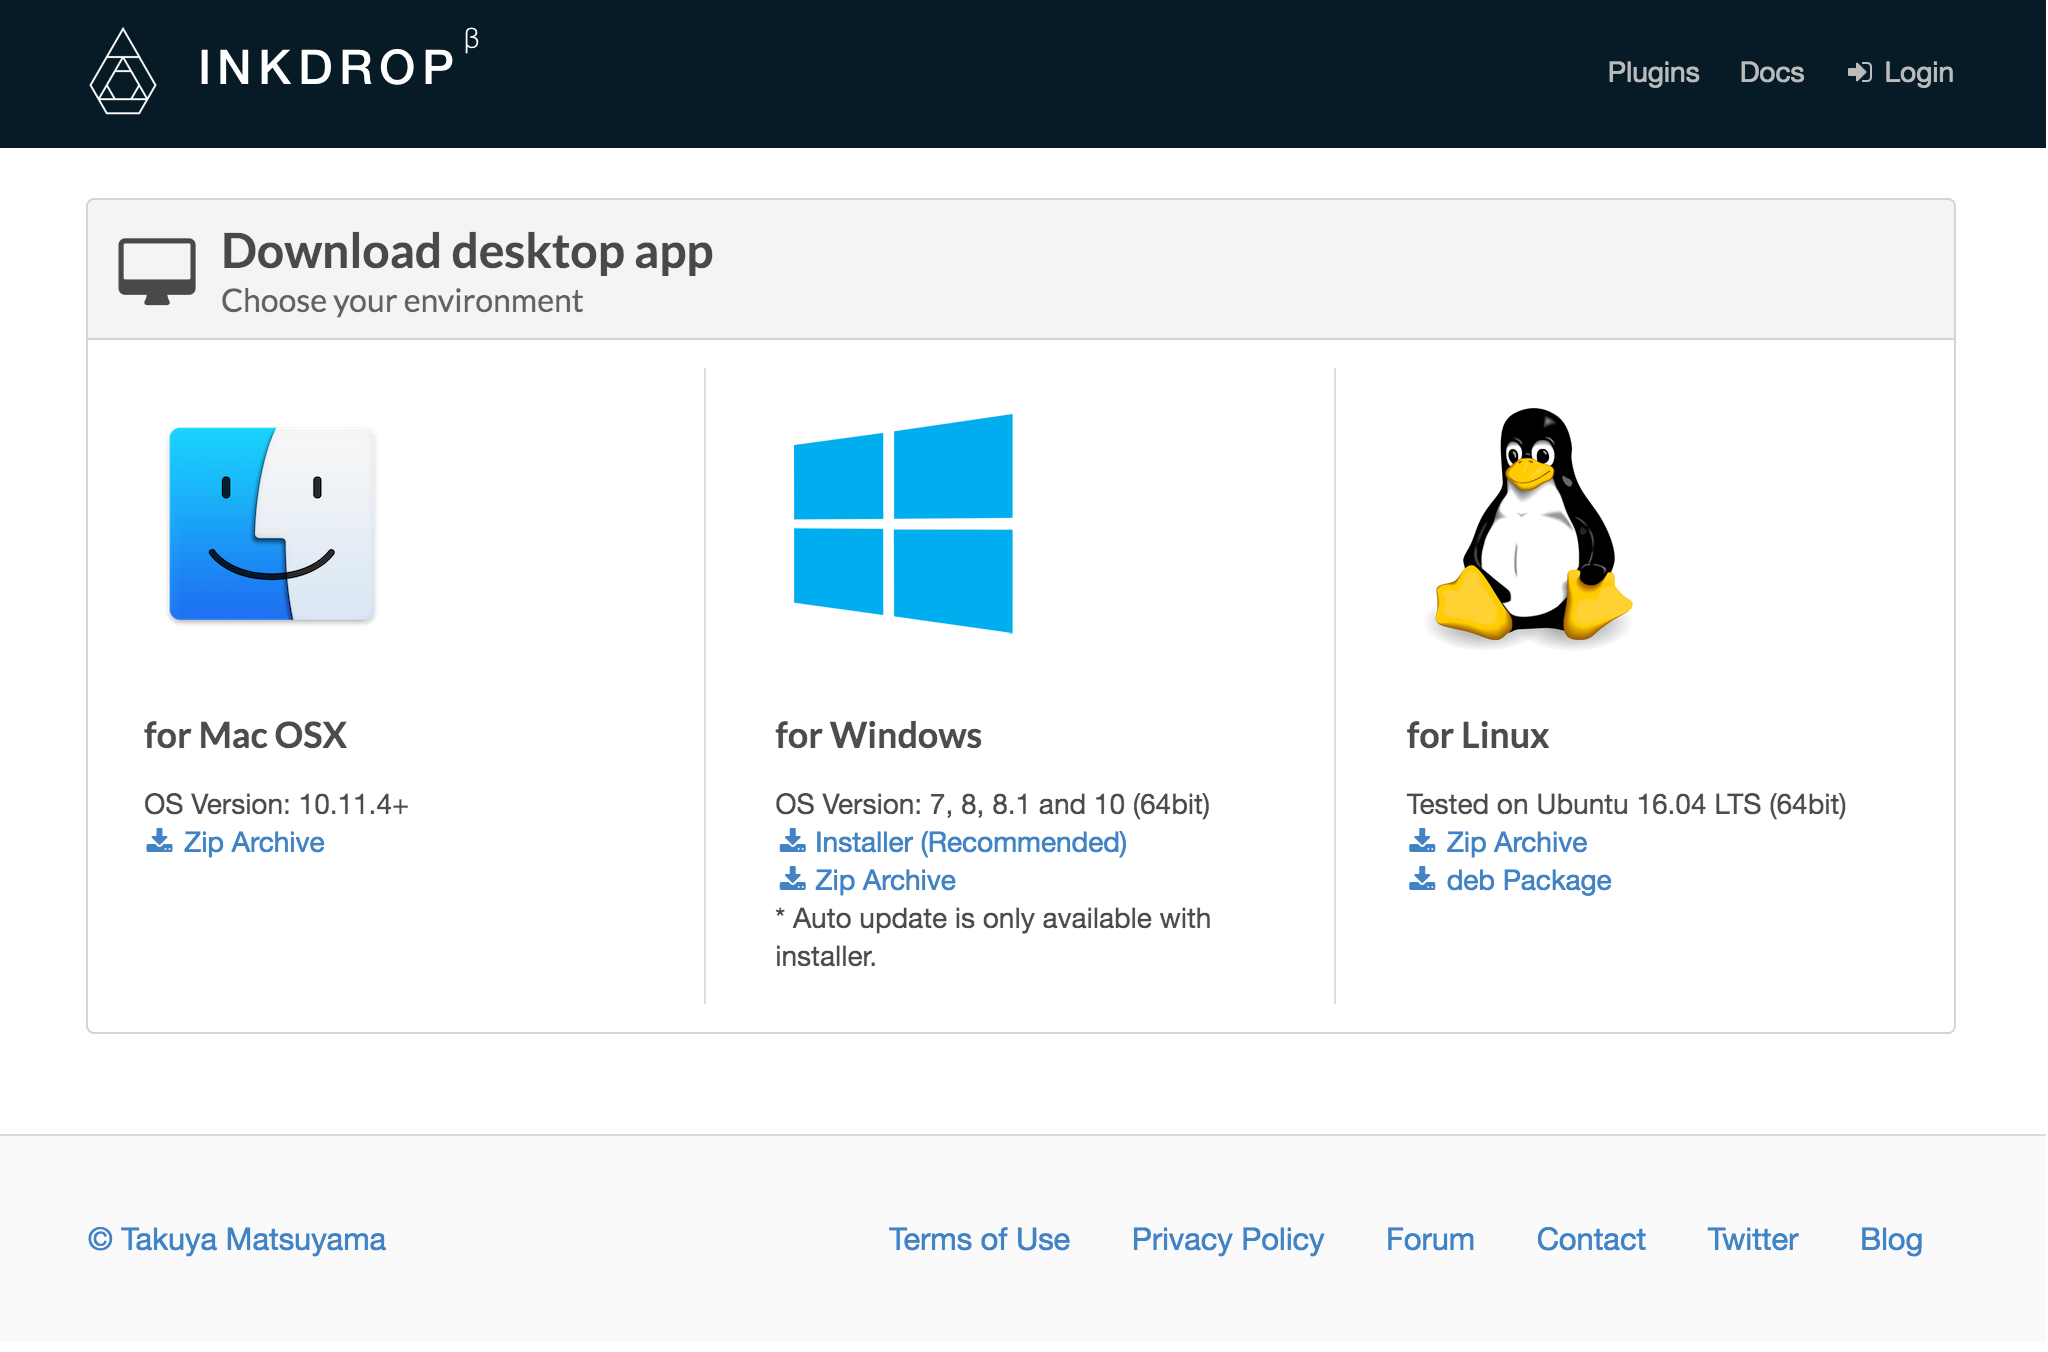 INKDROP β
Plugins Docs Login
Download desktop app
Choose your environment
for Mac OSX
OS Version: 10.11.4+
Zip Archive
for Windows
OS Version: 7, 8, 8.1 and 10 (64bit)
Installer (Recommended)
Zip Archive
* Auto update is only available with
installer.
for Linux
Tested on Ubuntu 16.04 LTS (64bit)
Zip Archive
deb Package
© Takuya Matsuyama
Terms of Use Privacy Policy Forum Contact Twitter Blog